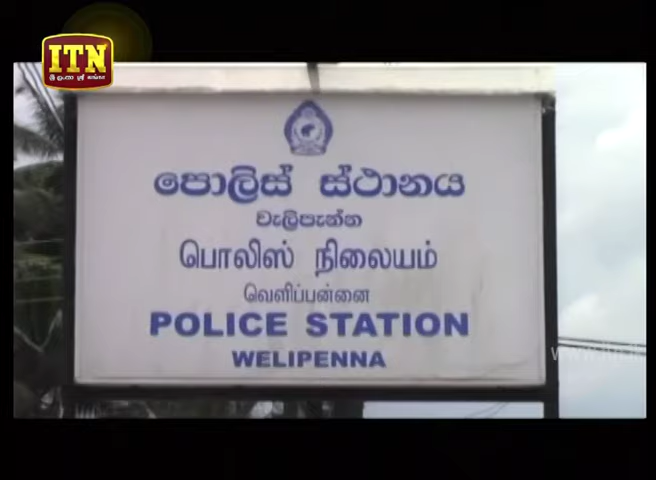 ITN
පොලිස් ස්ථානය
වැලිපැන්න
பொலிஸ் நிலையம்
வெளிப்பன்னை
POLICE STATION
WELIPENNA